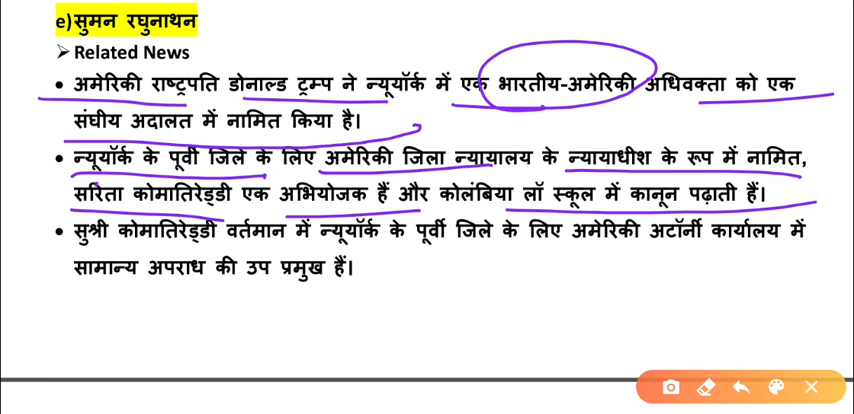 e)सुमन रघुनाथन
➢ Related News
• अमेरिकी राष्ट्रपति डोनाल्ड ट्रम्प ने न्यूयॉर्क में एक भारतीय-अमेरिकी अधिवक्ता को एक
संघीय अदालत में नामित किया है।
• न्यूयॉर्क के पूर्वी जिले के लिए अमेरिकी जिला न्यायालय के न्यायाधीश के रूप में नामित,
सरिता कोमातिरेड्डी एक अभियोजक हैं और कोलंबिया लॉ स्कूल में कानून पढ़ाती हैं।
• सुश्री कोमातिरेड्डी वर्तमान में न्यूयॉर्क के पूर्वी जिले के लिए अमेरिकी अटॉर्नी कार्यालय में
सामान्य अपराध की उप प्रमुख हैं।